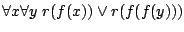 ∀x∀y r(f(x)) ∨ r(f(f(y)))